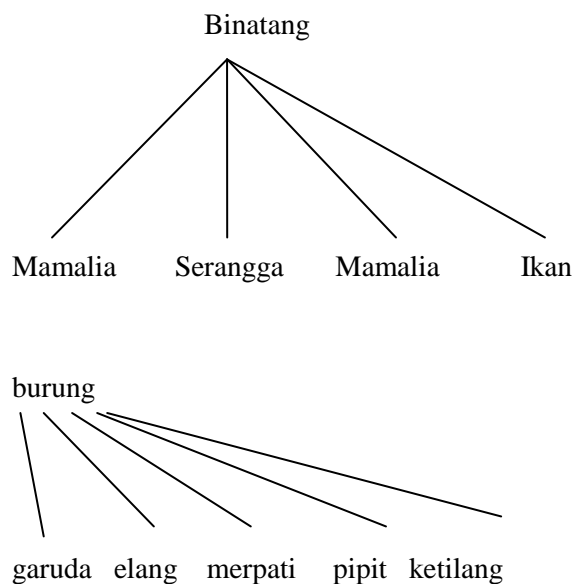 Binatang
Mamalia Serangga Mamalia Ikan
burung
garuda elang merpati pipit ketilang